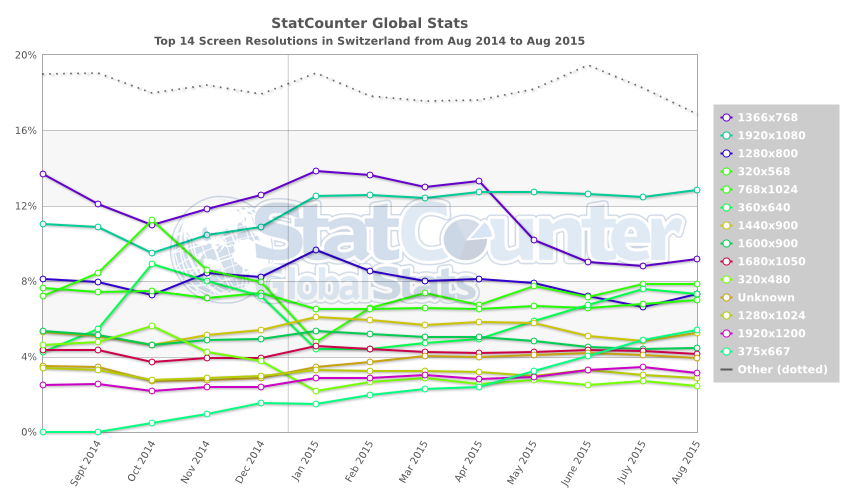 StatCounter Global Stats
Top 14 Screen Resolutions in Switzerland from Aug 2014 to Aug 2015
20%
16%
12%
8%
4%
0%
StatCounter
GlobalStats
1366x768
1920x1080
1280x800
320x568
768x1024
360x640
1440x900
1600x900
1680x1050
320x480
Unknown
1280x1024
1920x1200
375x667
Other (dotted)
Sept 2014
Oct 2014
Nov 2014
Dec 2014
Jan 2015
Feb 2015
Mar 2015
Apr 2015
May 2015
June 2015
July 2015
Aug 2015